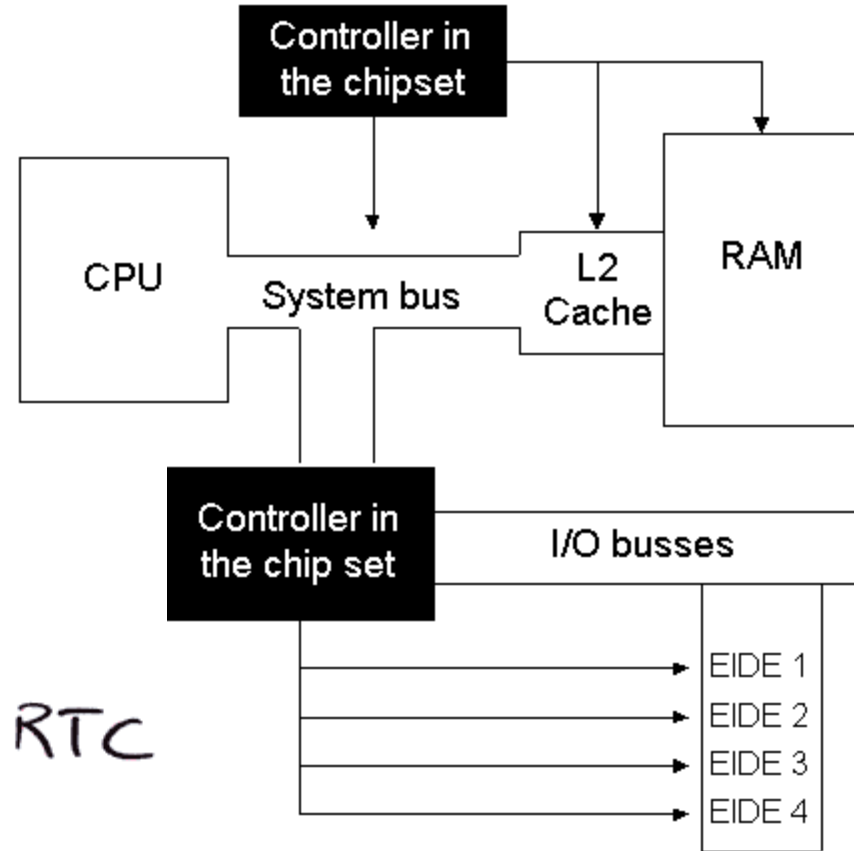 Controller in
the chipset
CPU
System bus
L2
Cache
RAM
Controller in
the chip set
I/O busses
EIDE 1
EIDE 2
EIDE 3
EIDE 4
RTC